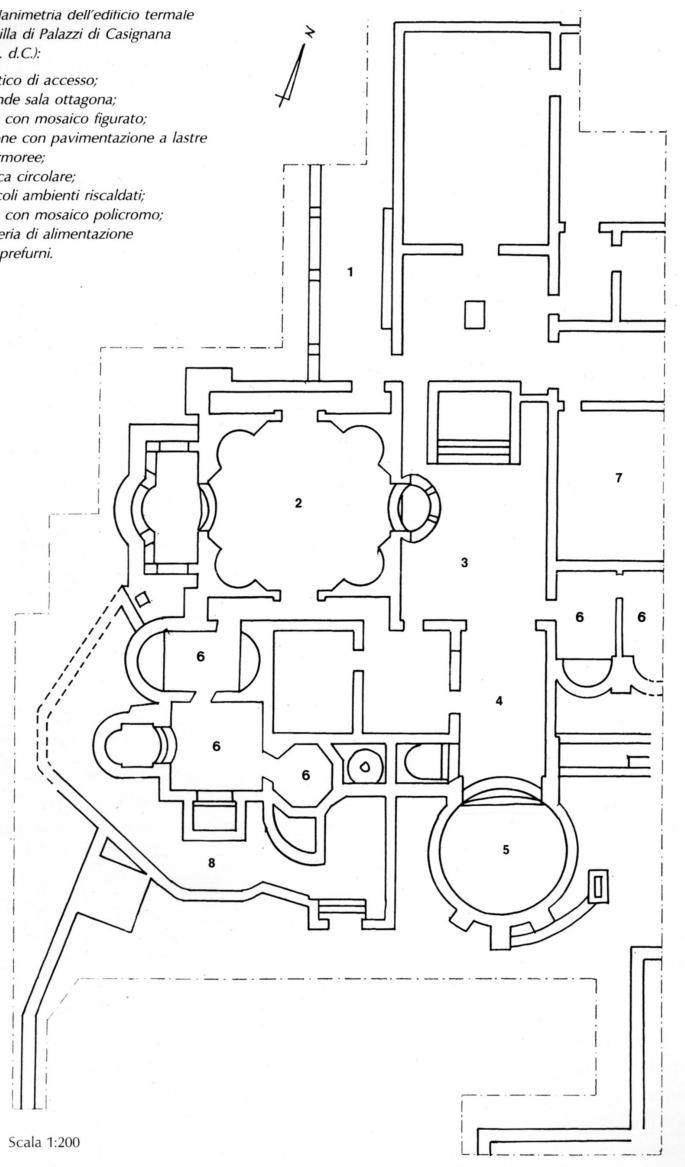 lanimetria dell'edificio termale
illa di Palazzi di Casignana
. d.C.):
tico di accesso;
nde sala ottagona;
con mosaico figurato;
ne con pavimentazione a lastre
rmoree;
ca circolare;
coli ambienti riscaldati;
con mosaico policromo;
eria di alimentazione
prefurni.
N
1
2
7
3
6
6
6
4
6
6
5
8
Scala 1:200